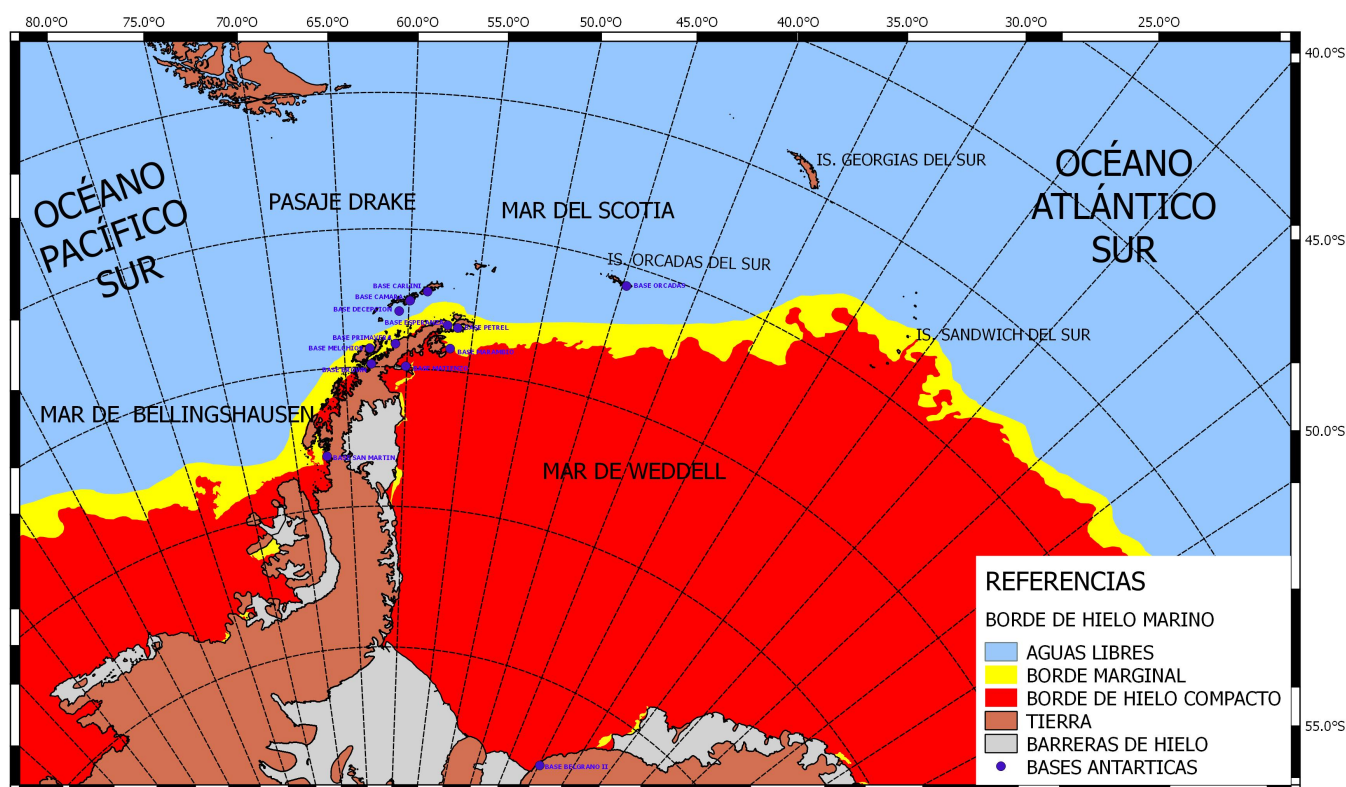 80.0°O 75.0°O 70.0°O 65.0°O 60.0°O 55.0°O 50.0°O 45.0°O 40.0°O 35.0°O 30.0°O 25.0°O
40.0°S
45.0°S
50.0°S
55.0°S
OCÉANO
PACÍFICO
SUR
PASAJE DRAKE
MAR DEL SCOTIA
IS. GEORGIAS DEL SUR
OCÉANO
ATLÁNTICO
SUR
IS. ORCADAS DEL SUR
BASE ORCADAS
IS. SANDWICH DEL SUR
BASE CARLINI
BASE CAMARA
BASE DECEPCION
BASE ESPERANZA
BASE PETREL
BASE PRIMAVERA
BASE MELCHIOR
BASE MARAMBIO
BASE BROWN
BASE
MAR DE BELLINGSHAUSEN
BASE SAN MARTIN
MAR DE WEDDELL
BASE BELGRANO II
REFERENCIAS
BORDE DE HIELO MARINO
AGUAS LIBRES
BORDE MARGINAL
BORDE DE HIELO COMPACTO
TIERRA
BARRERAS DE HIELO
BASES ANTARTICAS